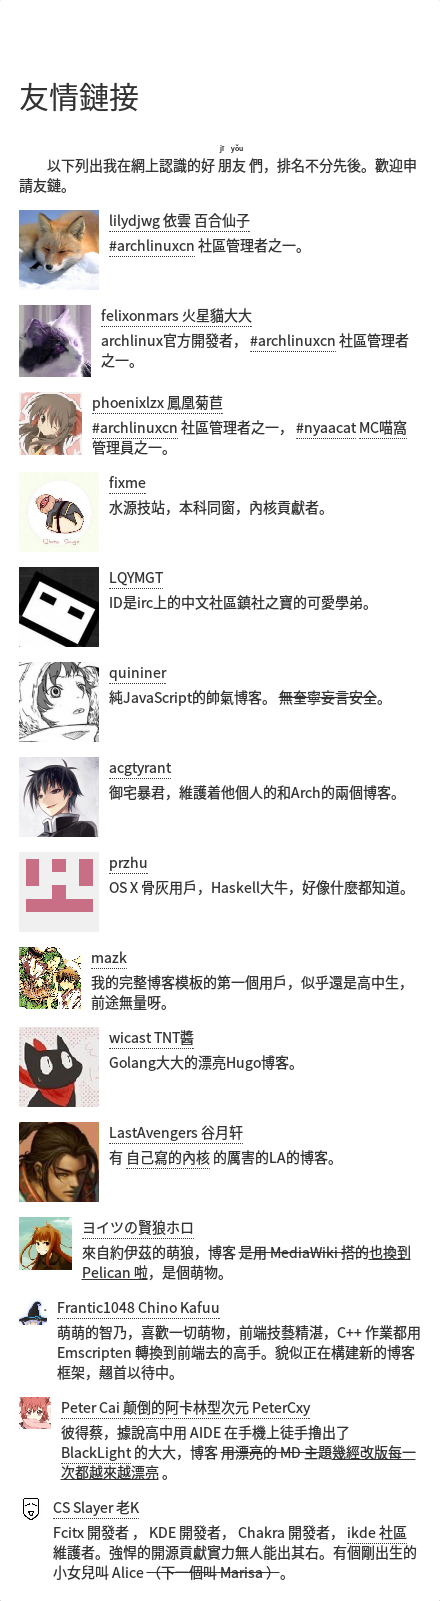 友情鏈接
jī yǒu
以下列出我在網上認識的好 朋友 們，排名不分先後。歡迎申
請友鏈。
lilydjwg 依雲 百合仙子
#archlinuxcn 社區管理者之一。
felixonmars 火星貓大大
archlinux官方開發者， #archlinuxcn 社區管理者
之一。
phoenixlzx 鳳凰菊苣
#archlinuxcn 社區管理者之一， #nyaacat MC喵窩
管理員之一。
fixme
水源技站，本科同窗，內核貢獻者。
LQYMGT
ID是irc上的中文社區鎮社之寶的可愛學弟。
quininer
純JavaScript的帥氣博客。 無奎寧妄言安全。
acgtyrant
御宅暴君，維護着他個人的和Arch的兩個博客。
przhu
OS X 骨灰用戶，Haskell大牛，好像什麼都知道。
mazk
我的完整博客模板的第一個用戶，似乎還是高中生，
前途無量呀。
wicast TNT醬
Golang大大的漂亮Hugo博客。
LastAvengers 谷月轩
有 自己寫的內核 的厲害的LA的博客。
ヨイツの賢狼ホロ
來自約伊茲的萌狼，博客 是用 MediaWiki 搭的也換到
Pelican 啦，是個萌物。
Frantic1048 Chino Kafuu
萌萌的智乃，喜歡一切萌物，前端技藝精湛，C++ 作業都用
Emscripten 轉換到前端去的高手。貌似正在構建新的博客
框架，翹首以待中。
Peter Cai 颠倒的阿卡林型次元 PeterCxy
彼得蔡，據說高中用 AIDE 在手機上徒手擼出了
BlackLight 的大大，博客 用漂亮的 MD 主題幾經改版每一
次都越來越漂亮 。
CS Slayer 老K
Fcitx 開發者 ， KDE 開發者， Chakra 開發者， ikde 社區
維護者。強悍的開源貢獻實力無人能出其右。有個剛出生的
小女兒叫 Alice （下一個叫 Marisa ）。